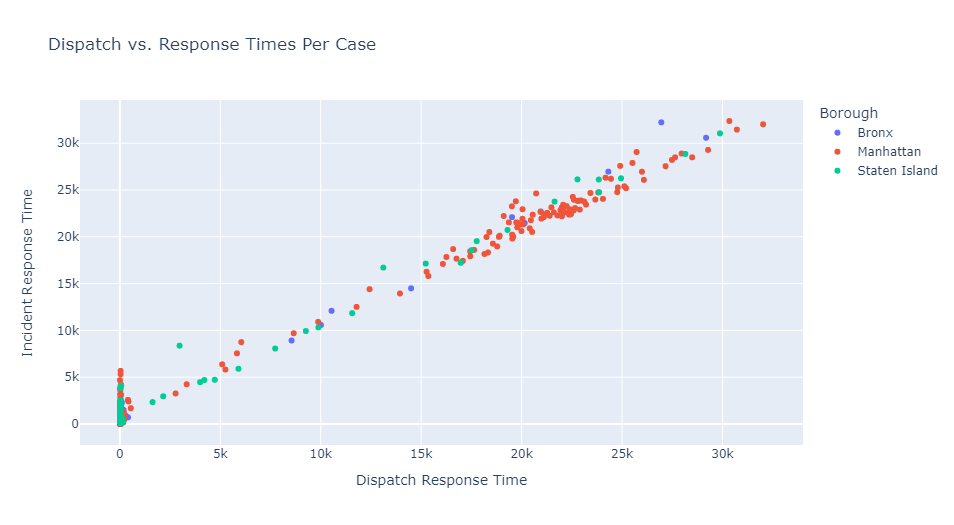 Dispatch vs. Response Times Per Case
Borough
Bronx
Manhattan
Staten Island
Incident Response Time
30k
25k
20k
15k
10k
5k
0
0 5k 10k 15k 20k 25k 30k
Dispatch Response Time